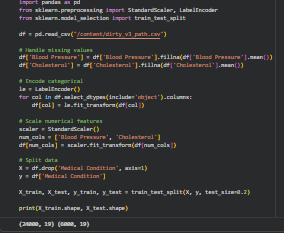 import pandas as pd
from sklearn.preprocessing import StandardScaler, LabelEncoder
from sklearn.model_selection import train_test_split
df = pd.read_csv("/content/dirty_v3_path.csv")
# Handle missing values
df['Blood Pressure'] = df['Blood Pressure'].fillna(df['Blood Pressure'].mean())
df['Cholesterol'] = df['Cholesterol'].fillna(df['Cholesterol'].mean())
# Encode categorical
le = LabelEncoder()
for col in df.select_dtypes(include='object').columns:
df[col] = le.fit_transform(df[col])
# Scale numerical features
scaler = StandardScaler()
num_cols = ['Blood Pressure', 'Cholesterol']
df[num_cols] = scaler.fit_transform(df[num_cols])
# Split data
X = df.drop('Medical Condition', axis=1)
y = df['Medical Condition']
X_train, X_test, y_train, y_test = train_test_split(X, y, test_size=0.2)
print(X_train.shape, X_test.shape)
(24000, 19) (6000, 19)